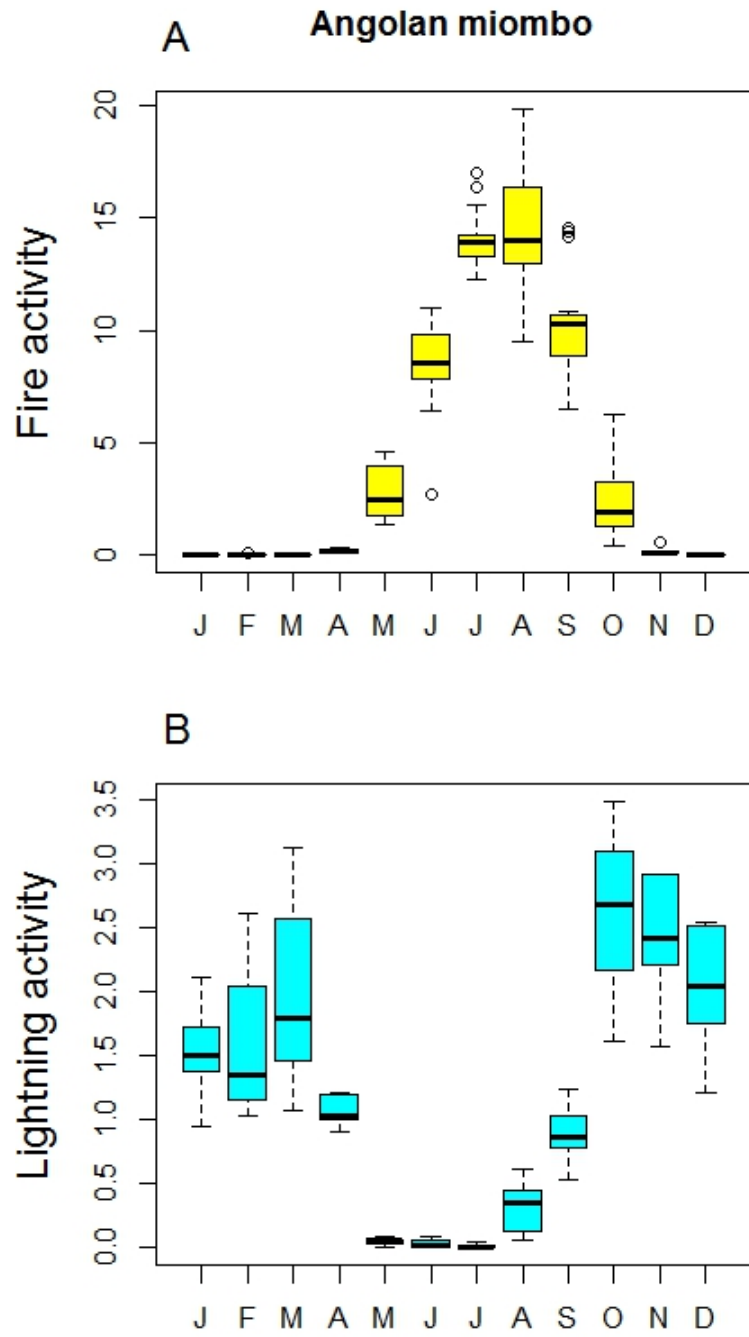 A
Angolan miombo
Fire activity
20
15
10
5
0
J F M A M J J A S O N D
B
Lightning activity
3.5
3.0
2.5
2.0
1.5
1.0
0.5
0.0
J F M A M J J A S O N D